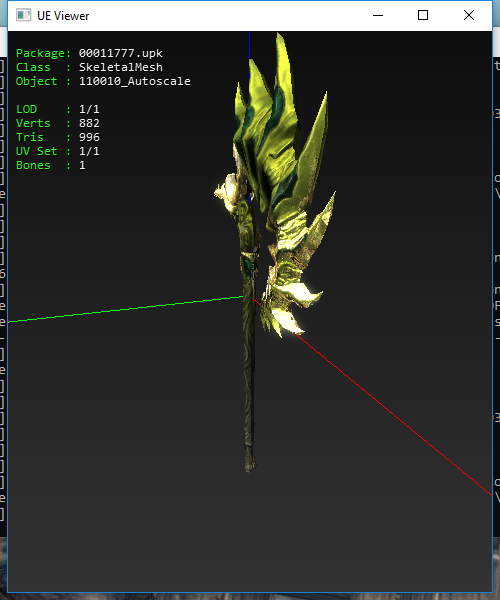 UE Viewer
Package: 00011777.upk
Class  : SkeletalMesh
Object : 110010_Autoscale
LOD    : 1/1
Verts  : 882
Tris   : 996
UV Set : 1/1
Bones  : 1